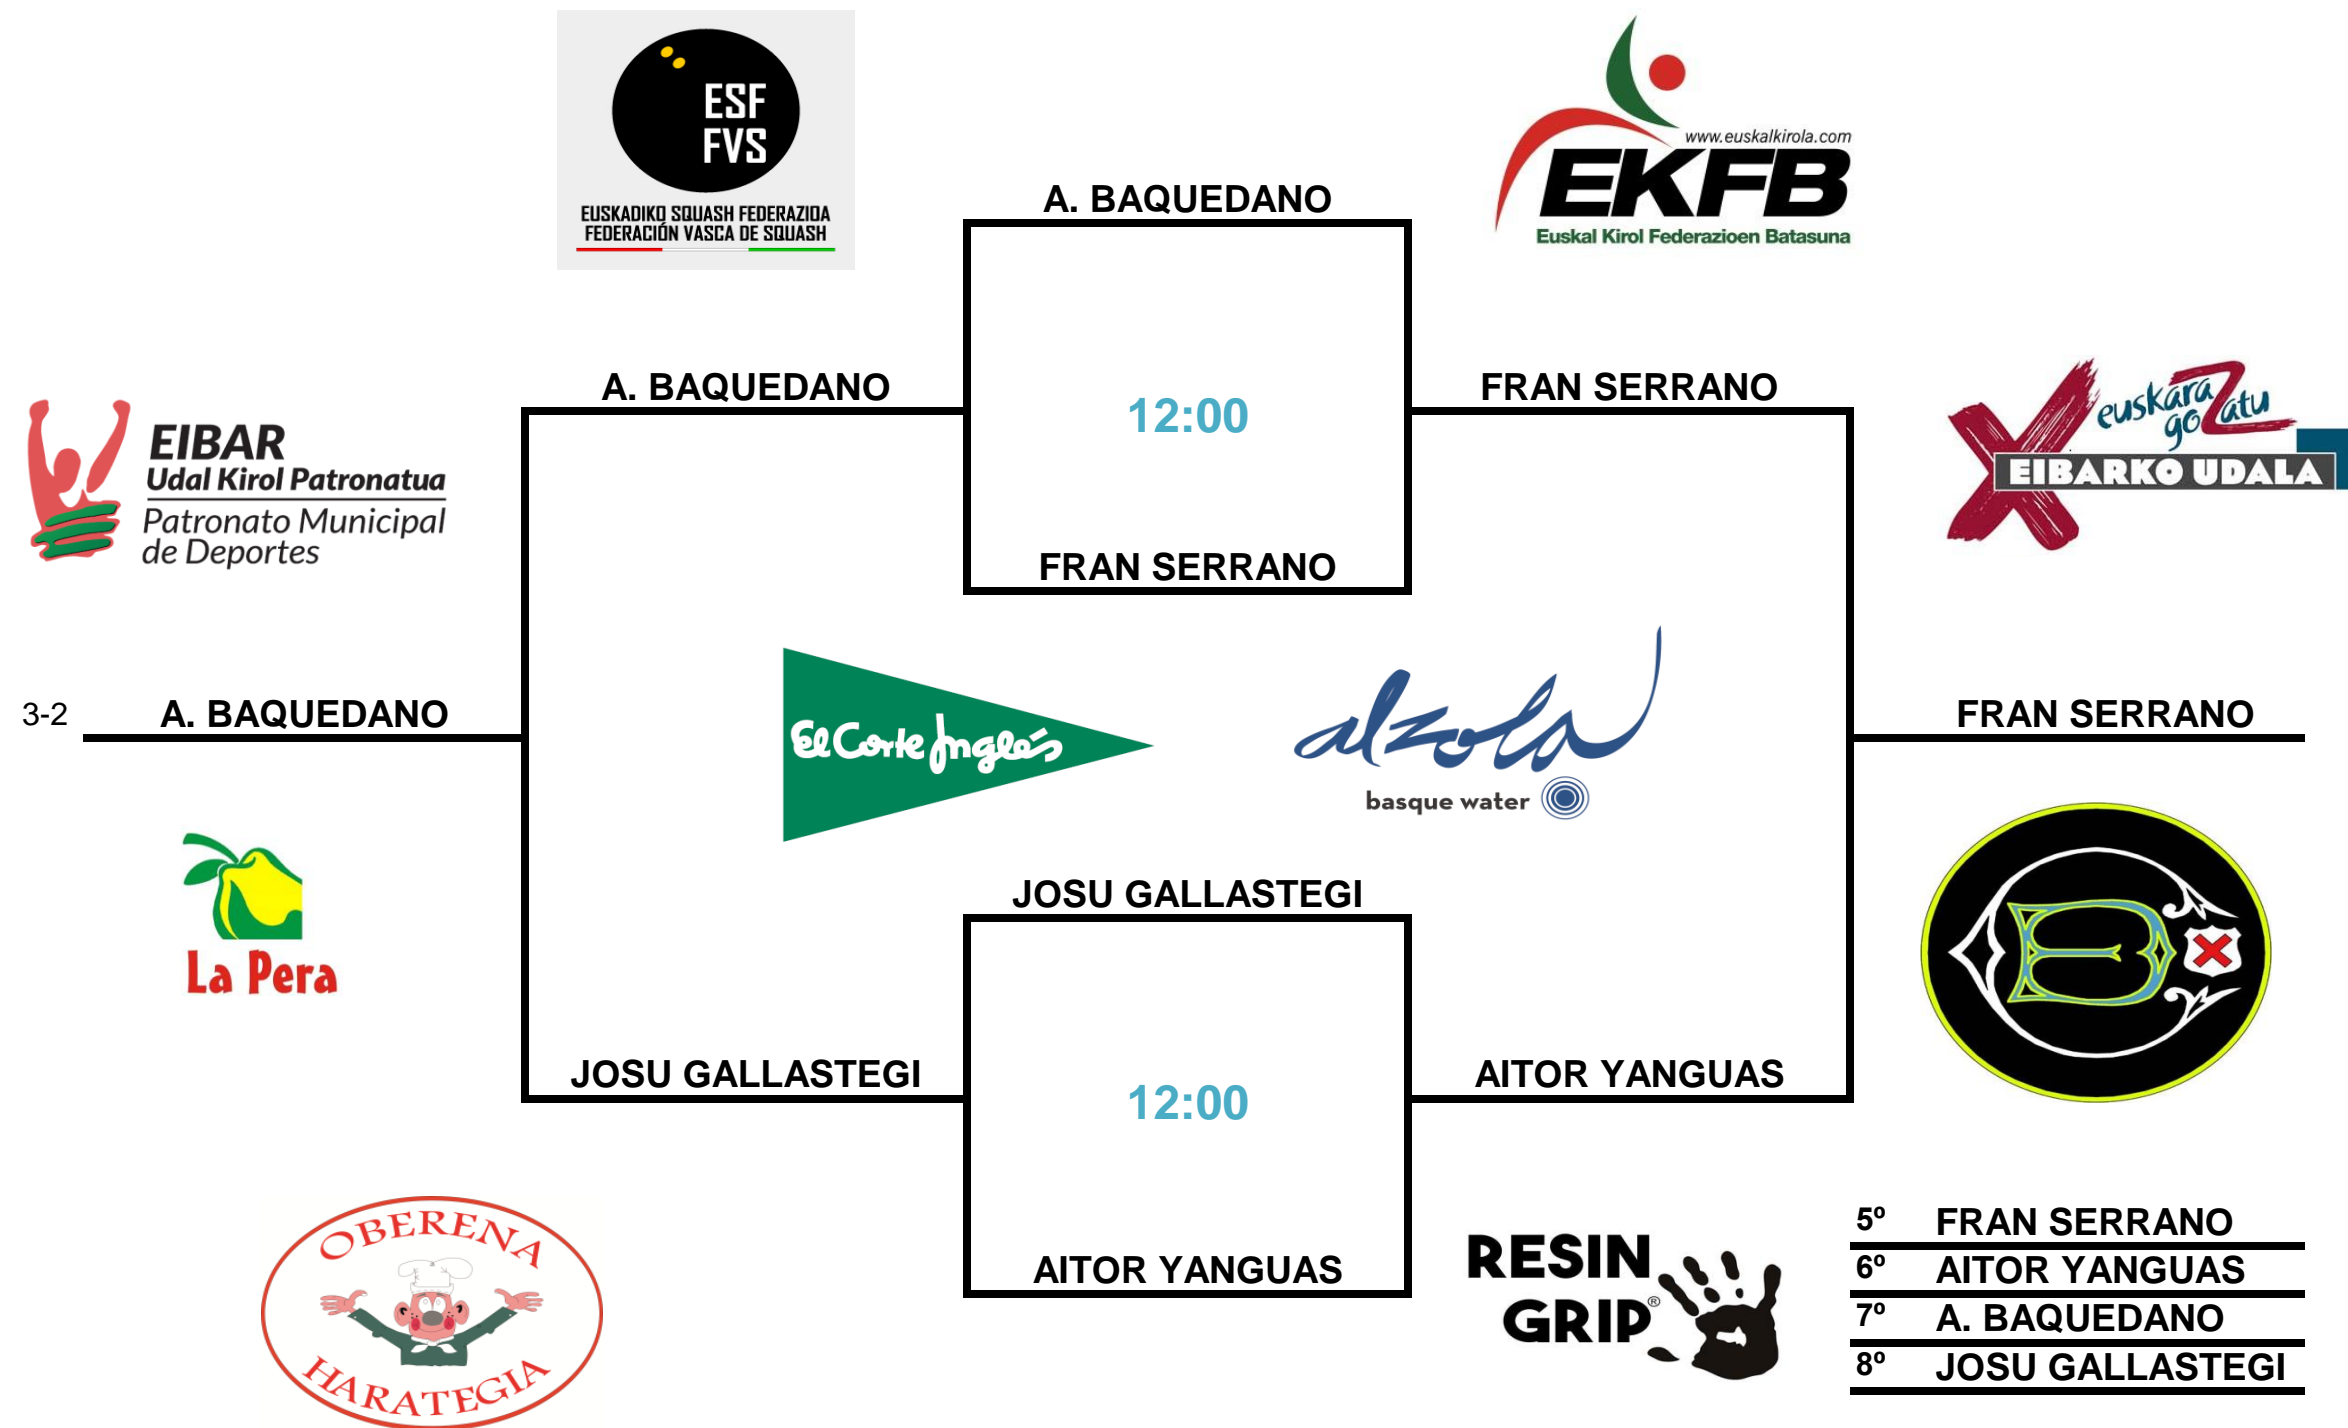 ESF
FVS
EUSKADIKO SQUASH FEDERAZIOA
FEDERACIÓN VASCA DE SQUASH
www.euskalkirola.com
EKFB
Euskal Kirol Federazioen Batasuna
A. BAQUEDANO
A. BAQUEDANO
12:00
FRAN SERRANO
EIBAR
Udal Kirol Patronatua
Patronato Municipal
de Deportes
euskara
gozatu
EIBARKO UDALA
FRAN SERRANO
3-2
A. BAQUEDANO
El Corte Inglés
alzola
basque water
FRAN SERRANO
La Pera
JOSU GALLASTEGI
JOSU GALLASTEGI
12:00
AITOR YANGUAS
AITOR YANGUAS
OBERENA
HARATEGIA
RESIN
GRIP®
5º FRAN SERRANO
6º AITOR YANGUAS
7º A. BAQUEDANO
8º JOSU GALLASTEGI